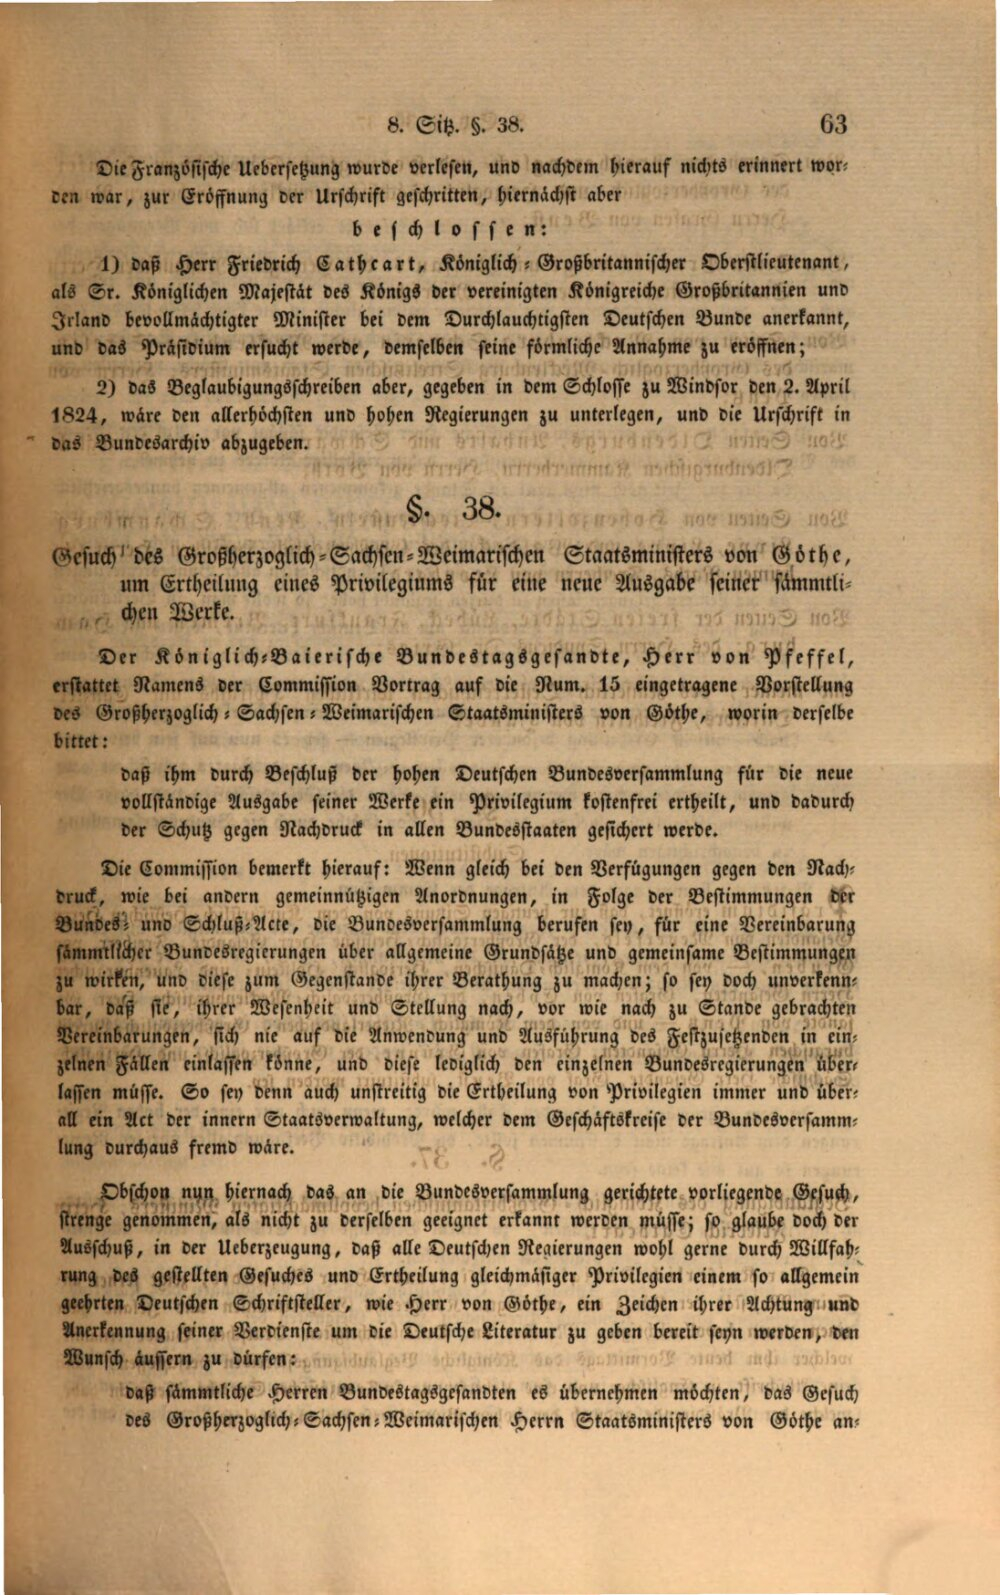 8. Sitz. §. 38. 63
Die Französische Uebersetzung wurde verlesen, und nachdem hierauf nichts erinnert wor-
den war, zur Eröffnung der Urschrift geschritten, hiernächst aber
beschlossen:
1) daß Herr Friedrich Cathcart, Königlich-Großbritannischer Oberstlieutenant,
als Sr. Königlichen Majestät des Königs der vereinigten Königreiche Großbritannien und
Irland bevollmächtigter Minister bei dem Durchlauchtigsten Deutschen Bunde anerkannt,
und das Präsidium ersucht werde, demselben seine förmliche Annahme zu eröffnen;
2) das Beglaubigungsschreiben aber, gegeben in dem Schlosse zu Windsor den 2. April
1824, wäre den allerhöchsten und hohen Regierungen zu unterlegen, und die Urschrift in
das Bundesarchiv abzugeben.
§. 38.
Gesuch des Großherzoglich-Sachsen-Weimarischen Staatsministers von Göthe,
um Ertheilung eines Privilegiums für eine neue Ausgabe seiner sämmtli-
chen Werke.
Der Königlich-Baierische Bundestagsgesandte, Herr von Pfeffel,
erstattet Namens der Commission Vortrag auf die Num. 15 eingetragene Vorstellung
des Großherzoglich-Sachsen-Weimarischen Staatsministers von Göthe, worin derselbe
bittet:
daß ihm durch Beschluß der hohen Deutschen Bundesversammlung für die neue
vollständige Ausgabe seiner Werke ein Privilegium kostenfrei ertheilt, und dadurch
der Schutz gegen Nachdruck in allen Bundesstaaten gesichert werde.
Die Commission bemerkt hierauf: Wenn gleich bei den Verfügungen gegen den Nach-
druck, wie bei andern gemeinnützigen Anordnungen, in Folge der Bestimmungen der
Bundes- und Schluß-Acte, die Bundesversammlung berufen sey, für eine Vereinbarung
sämmtlicher Bundesregierungen über allgemeine Grundsätze und gemeinsame Bestimmungen
zu wirken, und diese zum Gegenstande ihrer Berathung zu machen; so sey doch unverkenn-
bar, daß sie, ihrer Wesenheit und Stellung nach, vor wie nach zu Stande gebrachten
Vereinbarungen, sich nie auf die Anwendung und Ausführung des Festzusetzenden in ein-
zelnen Fällen einlassen könne, und diese lediglich den einzelnen Bundesregierungen über-
lassen müsse. So sey denn auch unstreitig die Ertheilung von Privilegien immer und über-
all ein Act der innern Staatsverwaltung, welcher dem Geschäftskreise der Bundesversamm-
lung durchaus fremd wäre.
Obschon nun hiernach das an die Bundesversammlung gerichtete vorliegende Gesuch,
strenge genommen, als nicht zu derselben geeignet erkannt werden müsse; so glaube doch der
Ausschuß, in der Ueberzeugung, daß alle Deutschen Regierungen wohl gerne durch Willfah-
rung des gestellten Gesuches und Ertheilung gleichmäsiger Privilegien einem so allgemein
geehrten Deutschen Schriftsteller, wie Herr von Göthe, ein Zeichen ihrer Achtung und
Anerkennung seiner Verdienste um die Deutsche Literatur zu geben bereit seyn werden, den
Wunsch äussern zu dürfen:
daß sämmtliche Herren Bundestagsgesandten es übernehmen möchten, das Gesuch
des Großherzoglich-Sachsen-Weimarischen Herrn Staatsministers von Göthe an-